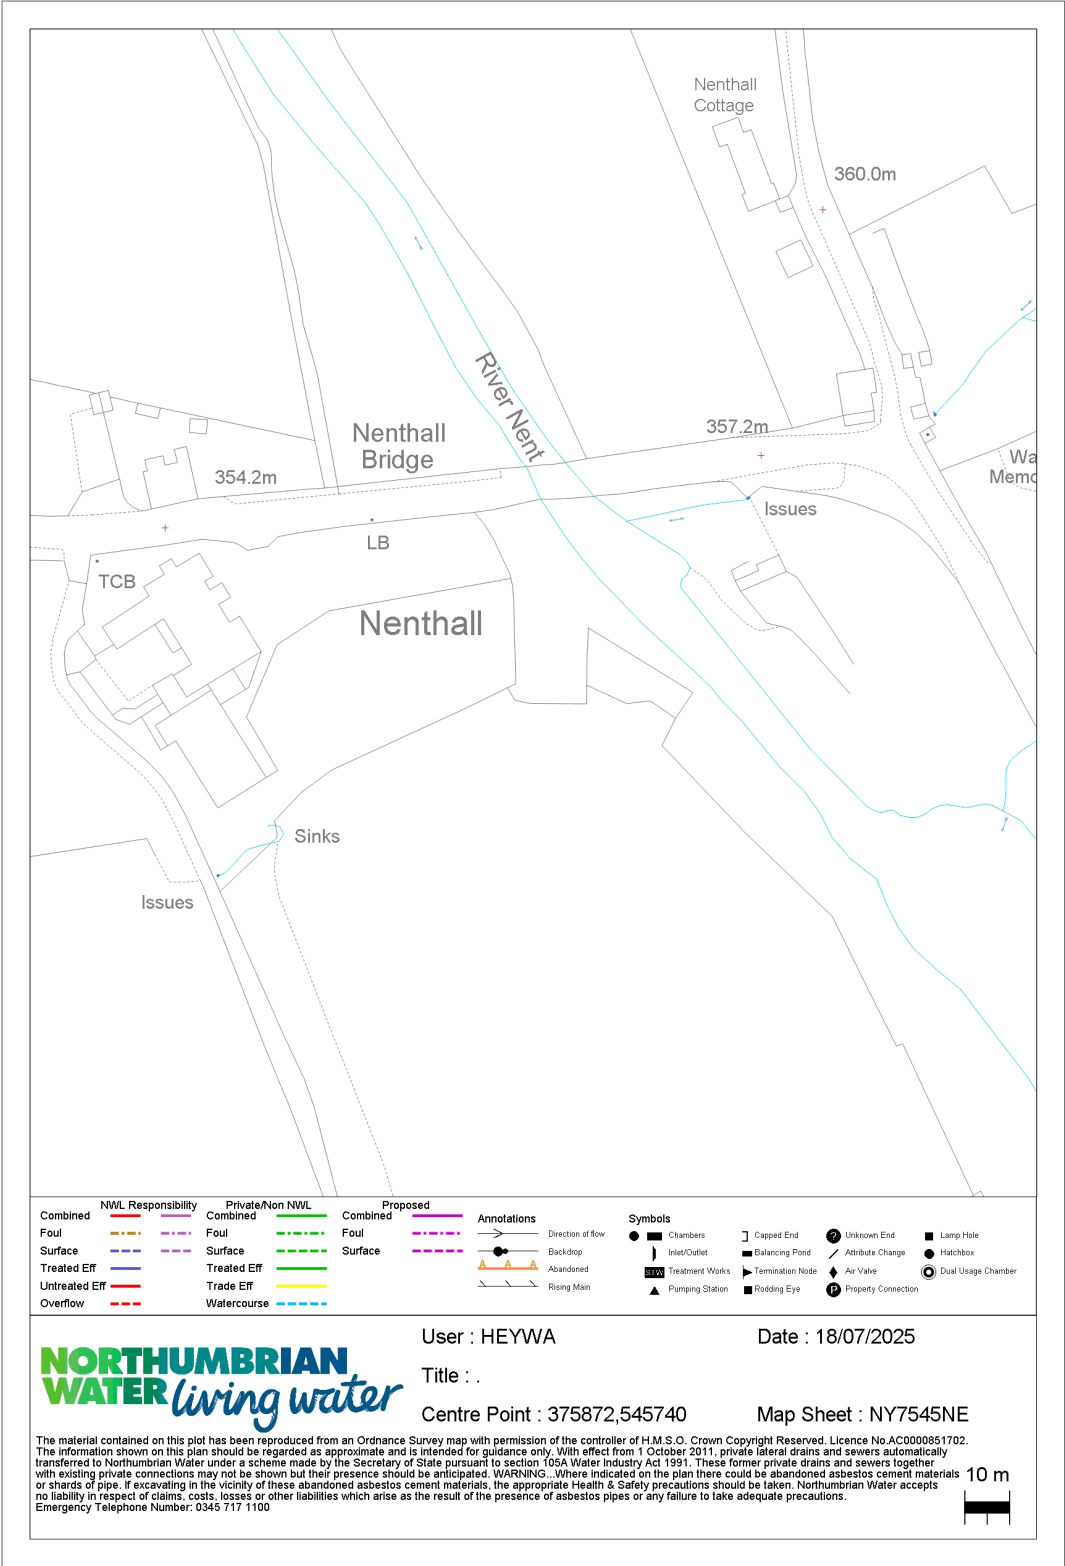 Nenthall
Cottage
360.0m
River Nent
357.2m
Nenthall
Bridge
354.2m
Wa
Memo
Issues
LB
TCB
Nenthall
Sinks
Issues
NWL Responsibility
Combined
Foul
Surface
Treated Eff
Untreated Eff
Overflow
Private/Non NWL
Combined
Foul
Surface
Treated Eff
Trade Eff
Watercourse
Proposed
Combined
Foul
Surface
Annotations
Direction of flow
Backdrop
A A A Abandoned
Rising Main
Symbols
Chambers
Inlet/Outlet
STW Treatment Works
Pumping Station
Capped End
Balancing Pond
Termination Node
Rodding Eye
? Unknown End
Attribute Change
Air Valve
P Property Connection
Lamp Hole
Hatchbox
Dual Usage Chamber
NORTHUMBRIAN
WATER living water
User : HEYWA
Date : 18/07/2025
Title : .
Centre Point : 375872,545740
Map Sheet : NY7545NE
The material contained on this plot has been reproduced from an Ordnance Survey map with permission of the controller of H.M.S.O. Crown Copyright Reserved. Licence No.AC0000851702.
The information shown on this plan should be regarded as approximate and is intended for guidance only. With effect from 1 October 2011, private lateral drains and sewers automatically
transferred to Northumbrian Water under a scheme made by the Secretary of State pursuant to section 105A Water Industry Act 1991. These former private drains and sewers together
with existing private connections may not be shown but their presence should be anticipated. WARNING...Where indicated on the plan there could be abandoned asbestos cement materials
or shards of pipe. If excavating in the vicinity of these abandoned asbestos cement materials, the appropriate Health & Safety precautions should be taken. Northumbrian Water accepts
no liability in respect of claims, costs, losses or other liabilities which arise as the result of the presence of asbestos pipes or any failure to take adequate precautions.
Emergency Telephone Number: 0345 717 1100
10 m